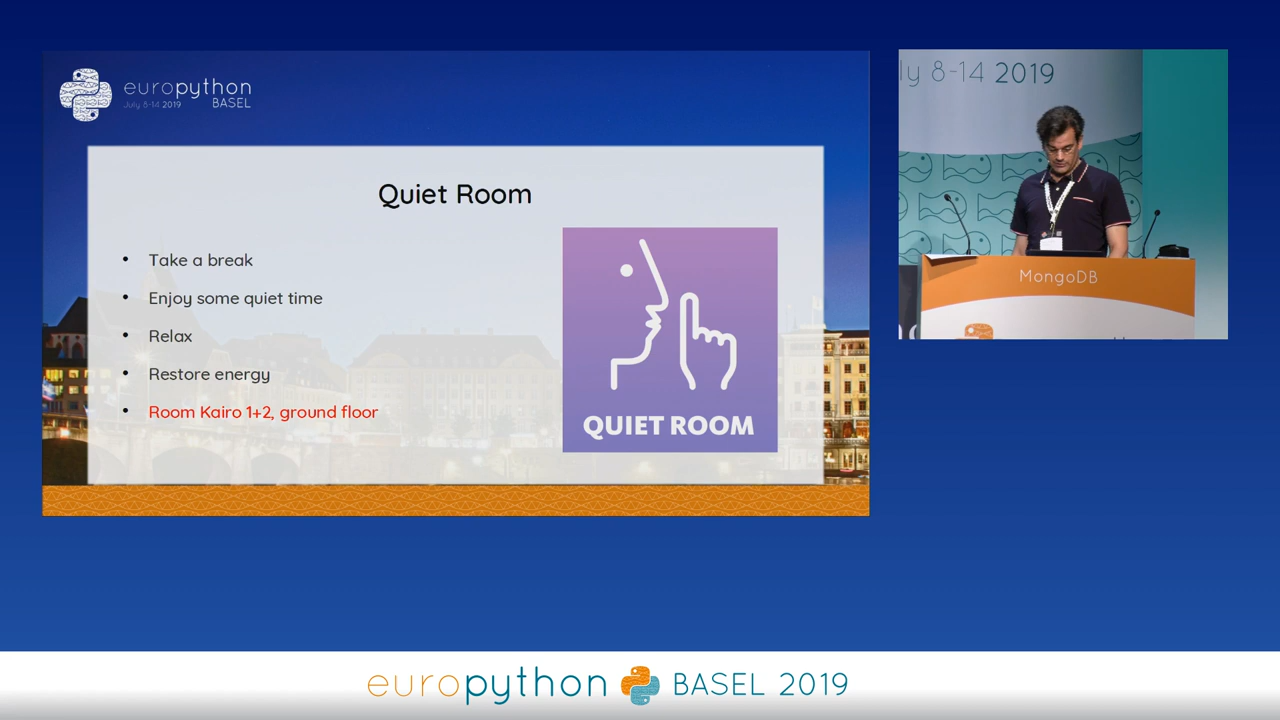 europython
July 8-14 2019 BASEL
Quiet Room
• Take a break
• Enjoy some quiet time
• Relax
• Restore energy
• Room Kairo 1+2, ground floor
QUIET ROOM
ly 8-14 2019
MongoDB
europython BASEL 2019